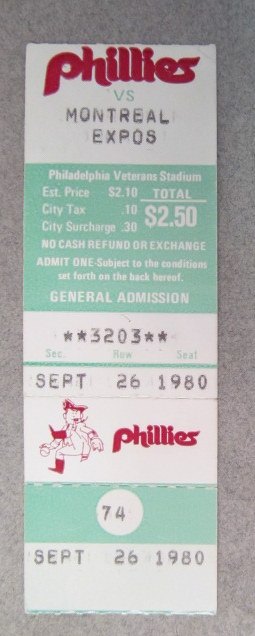 Phillies
VS
MONTREAL
EXPOS
Philadelphia Veterans Stadium
Est. Price $2.10 TOTAL
City Tax .10 $2.50
City Surcharge .30
NO CASH REFUND OR EXCHANGE
ADMIT ONE-Subject to the conditions
set forth on the back hereof.
GENERAL ADMISSION
**3203**
Sec. Row Seat
SEPT 26 1980
Phillies
74
SEPT 26 1980